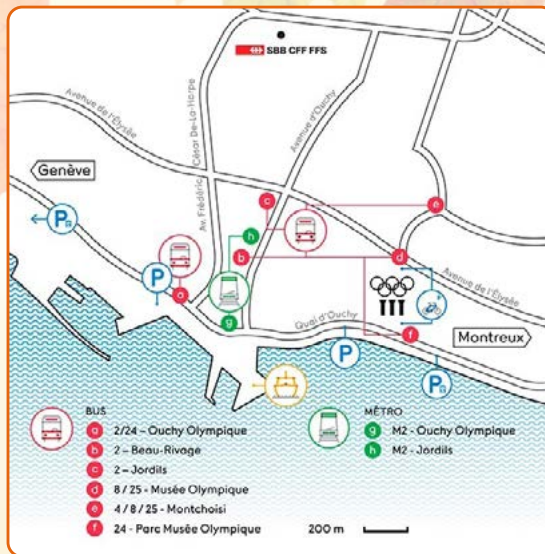 SBB CFF FFS
Avenue de l'Élysée
Av. Frédéric César De-La-Harpe
Avenue d'Ouchy
Genève
P
P
c
h
b
e
d
a
g
Quai d'Ouchy
Avenue de l'Élysée
f
Montreux
P
P
BUS
a 2/24 – Ouchy Olympique
b 2 – Beau-Rivage
c 2 – Jordils
d 8 / 25 - Musée Olympique
e 4 / 8 / 25 - Montchoisi
f 24 - Parc Musée Olympique
MÉTRO
g M2 - Ouchy Olympique
h M2 - Jordils
200 m